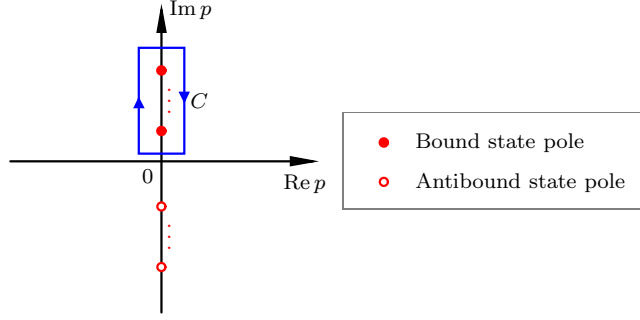 Im p
C
0
Re p
Bound state pole
Antibound state pole